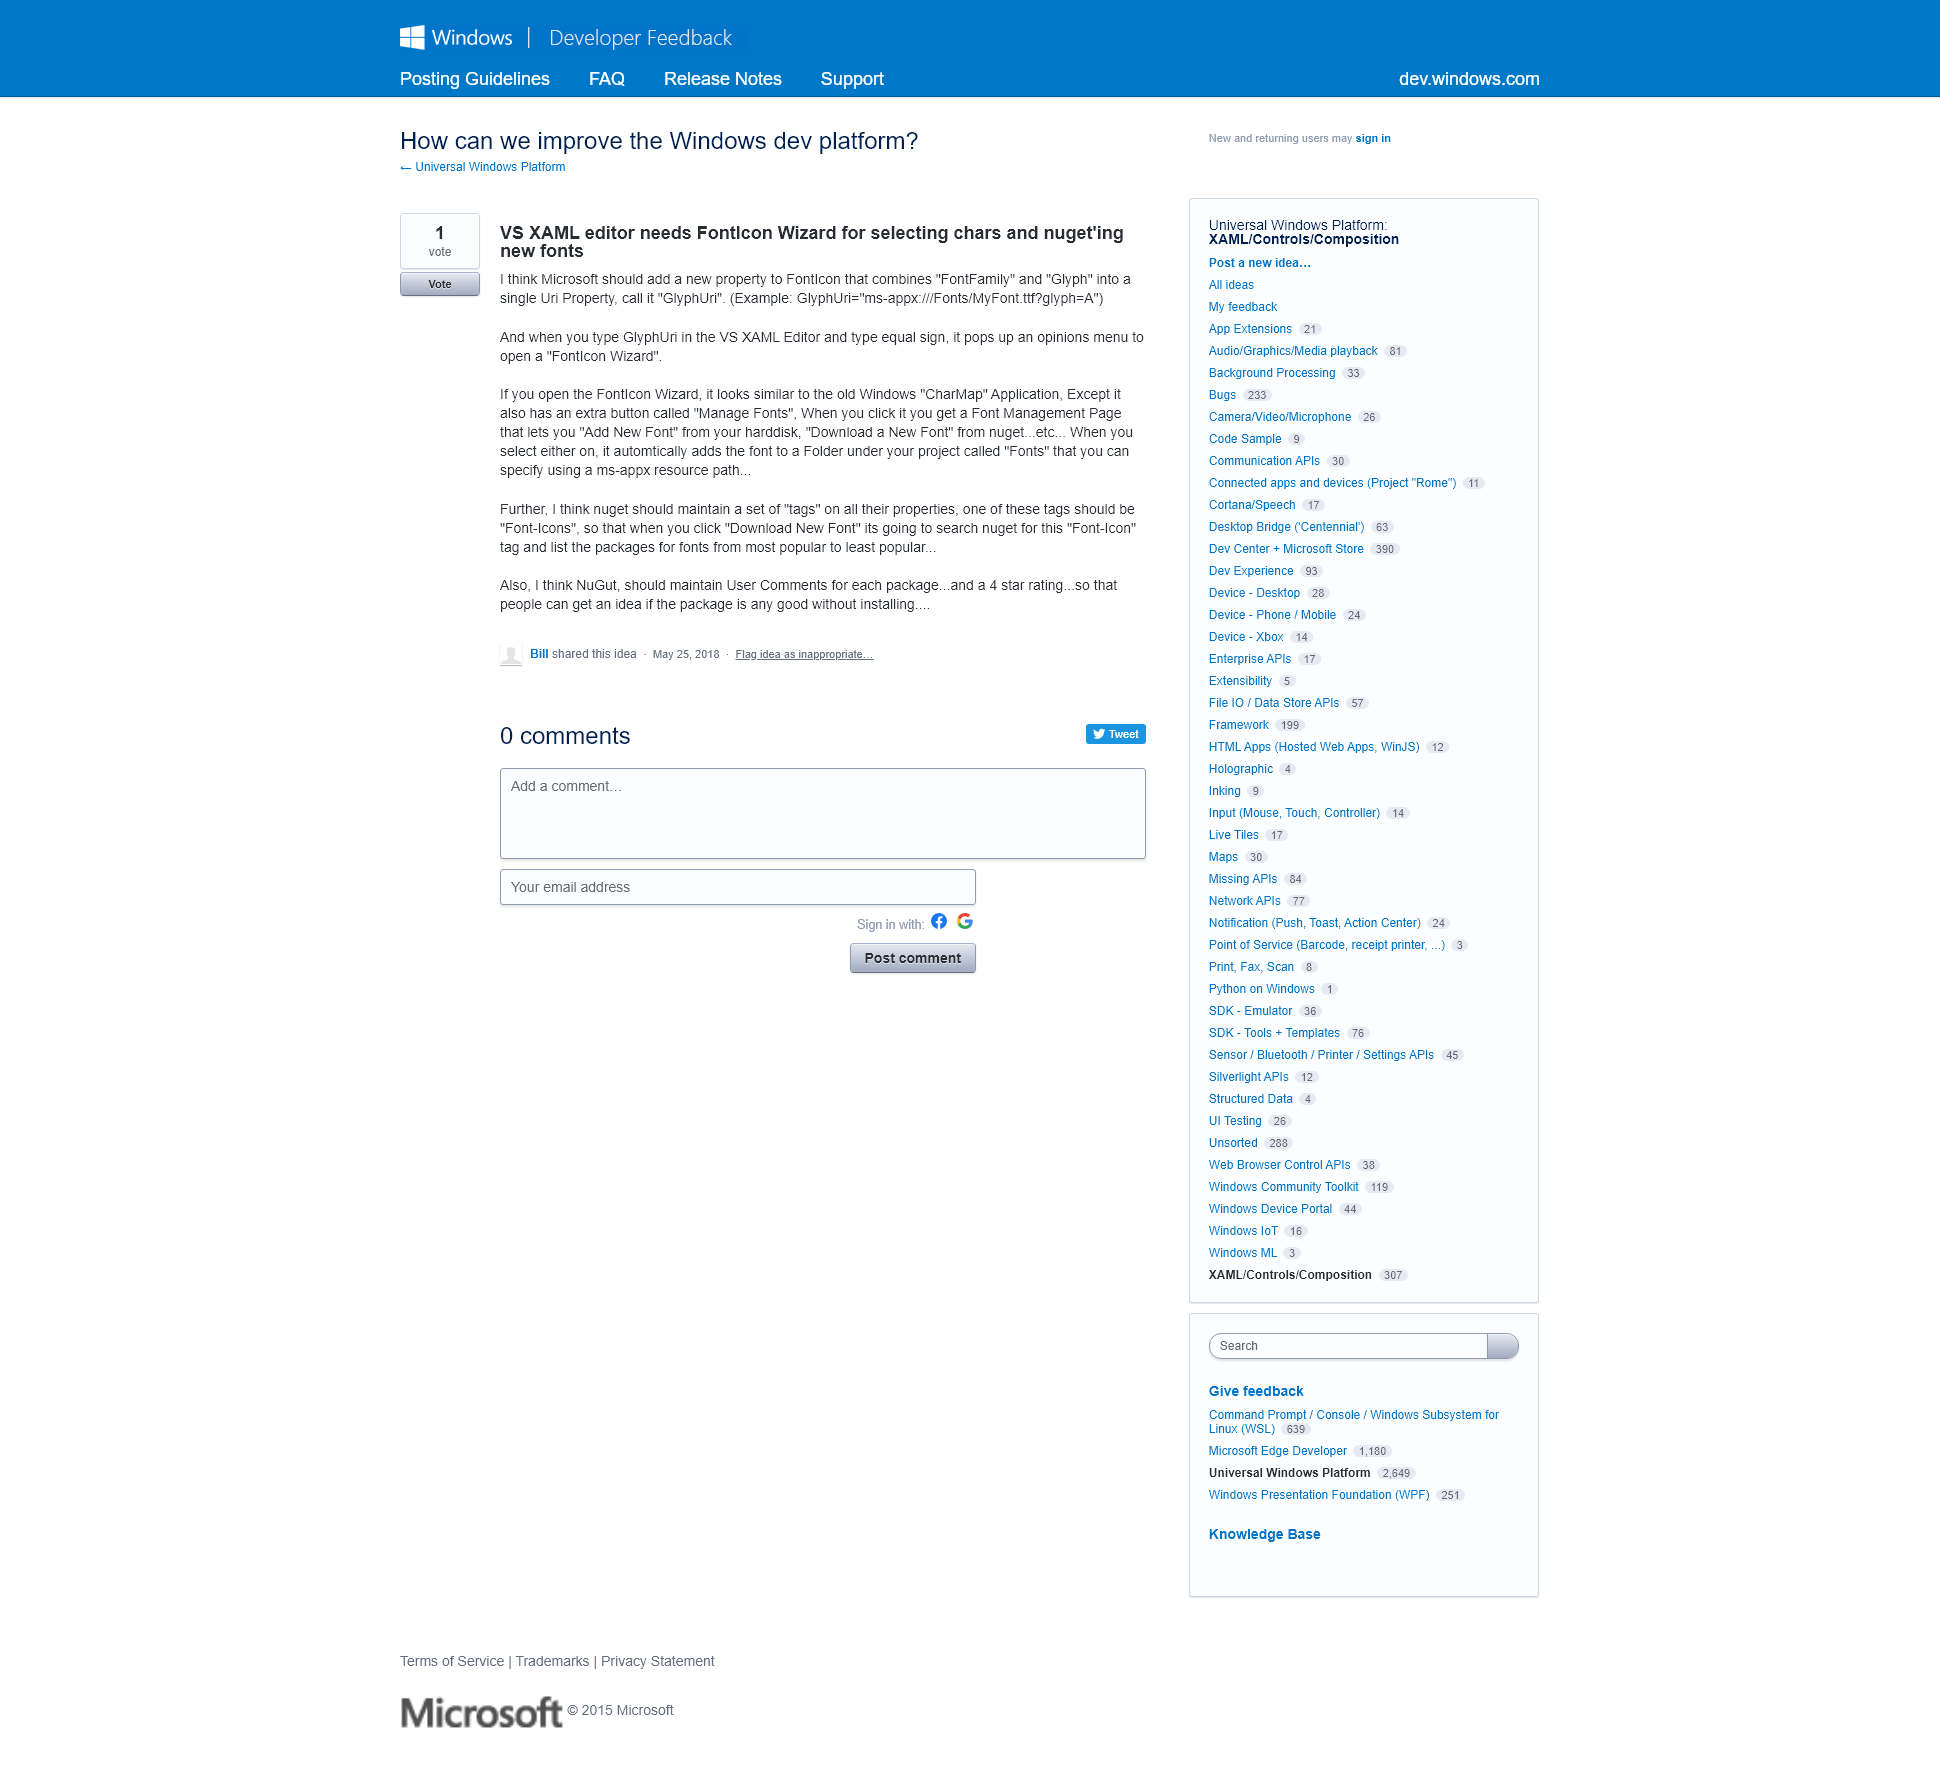 Windows | Developer Feedback
Posting Guidelines FAQ Release Notes Support dev.windows.com
How can we improve the Windows dev platform?
← Universal Windows Platform
New and returning users may sign in
1
vote
Vote
VS XAML editor needs FontIcon Wizard for selecting chars and nuget'ing
new fonts
I think Microsoft should add a new property to FontIcon that combines "FontFamily" and "Glyph" into a
single Uri Property, call it "GlyphUri". (Example: GlyphUri="ms-appx:///Fonts/MyFont.ttf?glyph=A")
And when you type GlyphUri in the VS XAML Editor and type equal sign, it pops up an opinions menu to
open a "FontIcon Wizard".
If you open the FontIcon Wizard, it looks similar to the old Windows "CharMap" Application, Except it
also has an extra button called "Manage Fonts", When you click it you get a Font Management Page
that lets you "Add New Font" from your harddisk, "Download a New Font" from nuget...etc... When you
select either on, it automtically adds the font to a Folder under your project called "Fonts" that you can
specify using a ms-appx resource path...
Further, I think nuget should maintain a set of "tags" on all their properties, one of these tags should be
"Font-Icons", so that when you click "Download New Font" its going to search nuget for this "Font-Icon"
tag and list the packages for fonts from most popular to least popular...
Also, I think NuGut, should maintain User Comments for each package...and a 4 star rating...so that
people can get an idea if the package is any good without installing....
Bill shared this idea · May 25, 2018 · Flag idea as inappropriate…
0 comments
Tweet
Add a comment…
Your email address
Sign in with:
Post comment
Universal Windows Platform:
XAML/Controls/Composition
Post a new idea…
All ideas
My feedback
App Extensions 21
Audio/Graphics/Media playback 81
Background Processing 33
Bugs 233
Camera/Video/Microphone 26
Code Sample 9
Communication APIs 30
Connected apps and devices (Project "Rome") 11
Cortana/Speech 17
Desktop Bridge ('Centennial') 63
Dev Center + Microsoft Store 390
Dev Experience 93
Device - Desktop 28
Device - Phone / Mobile 24
Device - Xbox 14
Enterprise APIs 17
Extensibility 5
File IO / Data Store APIs 57
Framework 199
HTML Apps (Hosted Web Apps, WinJS) 12
Holographic 4
Inking 9
Input (Mouse, Touch, Controller) 14
Live Tiles 17
Maps 30
Missing APIs 84
Network APIs 77
Notification (Push, Toast, Action Center) 24
Point of Service (Barcode, receipt printer, ...) 3
Print, Fax, Scan 8
Python on Windows 1
SDK - Emulator 36
SDK - Tools + Templates 76
Sensor / Bluetooth / Printer / Settings APIs 45
Silverlight APIs 12
Structured Data 4
UI Testing 26
Unsorted 288
Web Browser Control APIs 38
Windows Community Toolkit 119
Windows Device Portal 44
Windows IoT 16
Windows ML 3
XAML/Controls/Composition 307
Search
Give feedback
Command Prompt / Console / Windows Subsystem for
Linux (WSL) 639
Microsoft Edge Developer 1,180
Universal Windows Platform 2,649
Windows Presentation Foundation (WPF) 251
Knowledge Base
Terms of Service | Trademarks | Privacy Statement
Microsoft © 2015 Microsoft